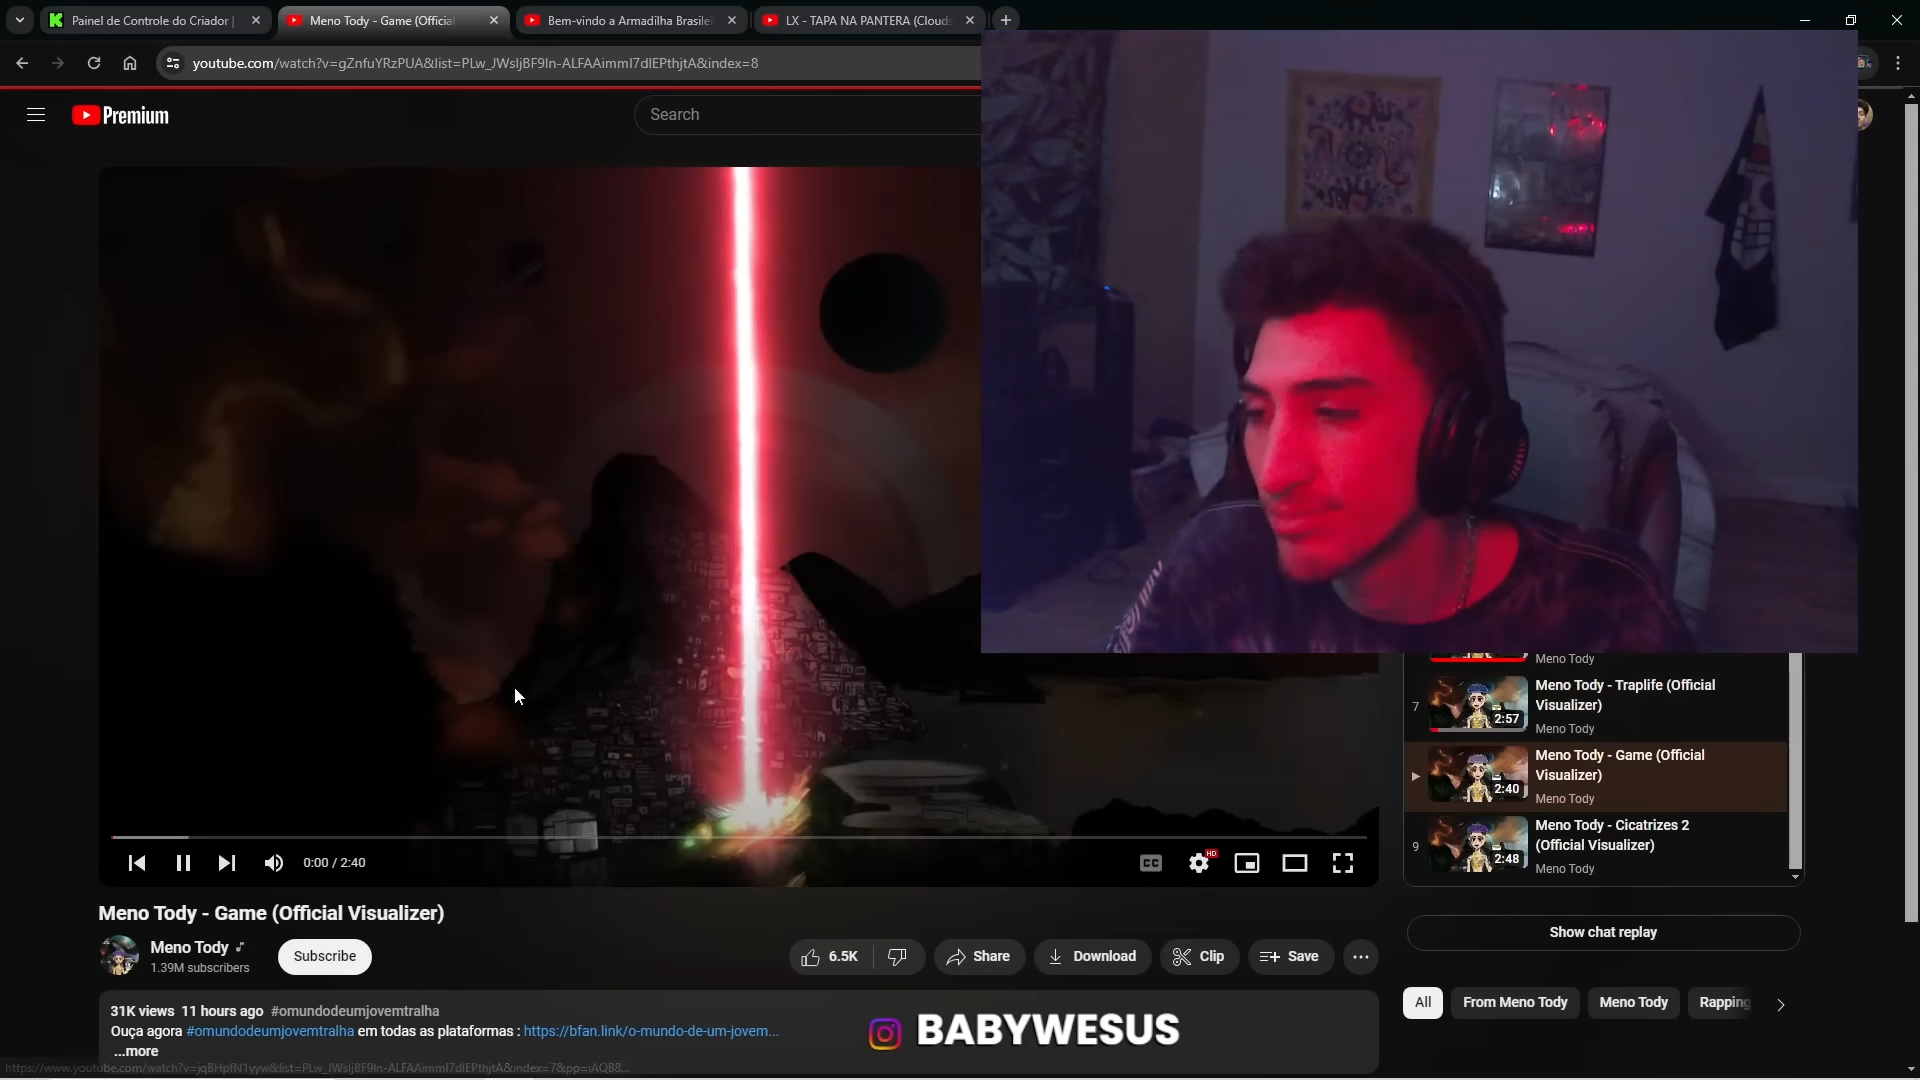 Painel de Controle do Criador |
Meno Tody - Game (Official
Bem-vindo a Armadilha Brasilei
LX - TAPA NA PANTERA (Clouds
youtube.com/watch?v=gZnfuYRzPUA&list=PLw_JWsljBF9ln-ALFAAimml7dlEPthjtA&index=8
Premium
Search
Meno Tody
7
Meno Tody - Traplife (Official
Visualizer)
2:57
Meno Tody
Meno Tody - Game (Official
Visualizer)
2:40
Meno Tody
9
Meno Tody - Cicatrizes 2
(Official Visualizer)
2:48
Meno Tody
0:00 / 2:40
CC
HD
Meno Tody - Game (Official Visualizer)
Meno Tody
1.39M subscribers
Subscribe
6.5K
Share
Download
Clip
Save
Show chat replay
All
From Meno Tody
Meno Tody
Rapping
31K views 11 hours ago #omundodeumjovemtralha
Ouça agora #omundodeumjovemtralha em todas as plataformas : https://bfan.link/o-mundo-de-um-jovem...
...more
BABYWESUS